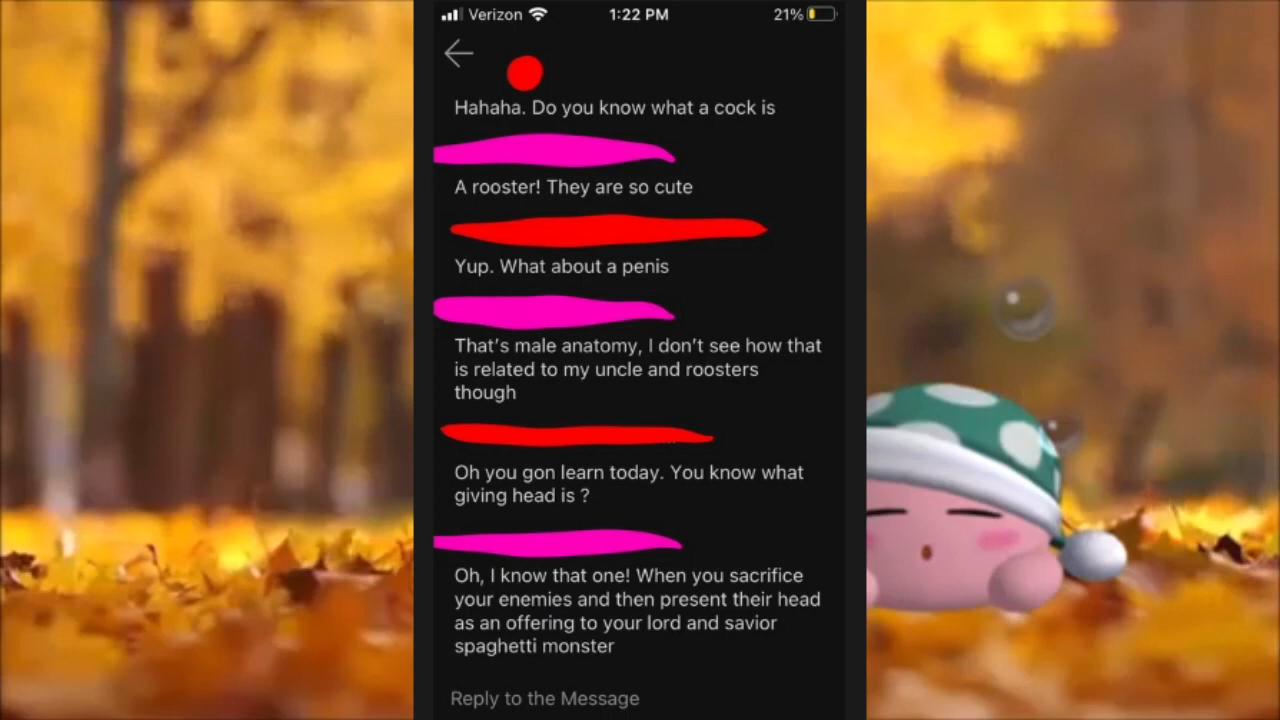 Verizon 1:22 PM 21%
Hahaha. Do you know what a cock is
A rooster! They are so cute
Yup. What about a penis
That’s male anatomy, I don’t see how that
is related to my uncle and roosters
though
Oh you gon learn today. You know what
giving head is ?
Oh, I know that one! When you sacrifice
your enemies and then present their head
as an offering to your lord and savior
spaghetti monster
Reply to the Message